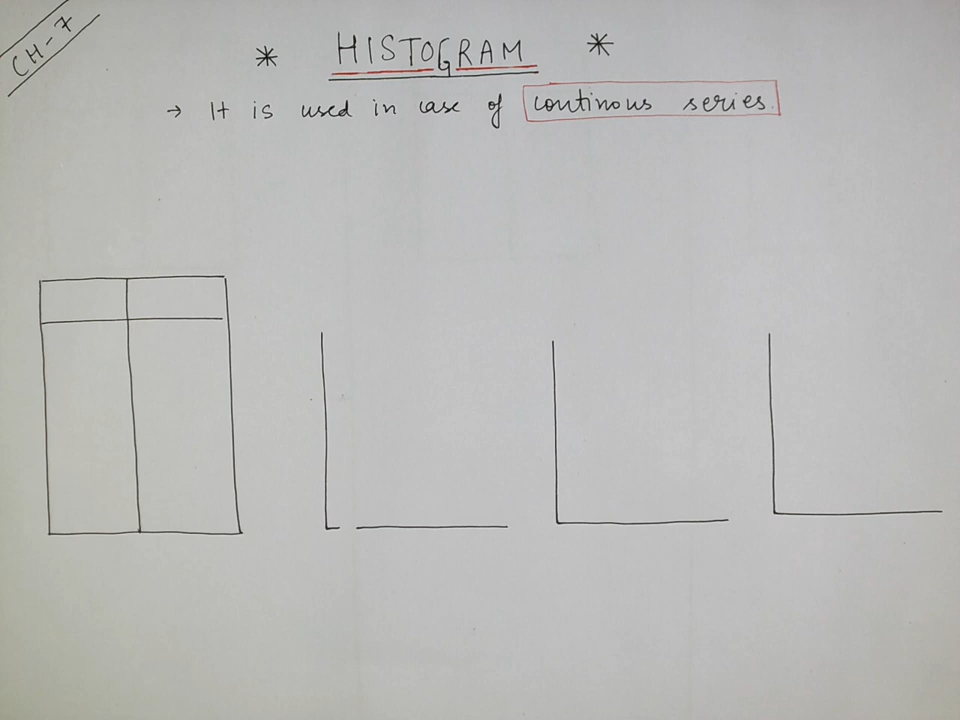 CH-7
* HISTOGRAM *
→ It is used in case of continous series.